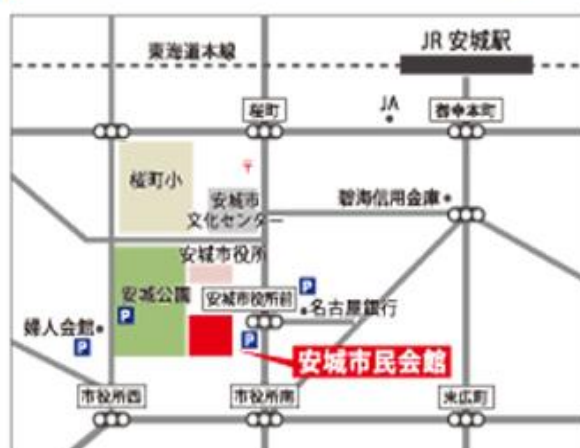 東海道本線
JR 安城駅
桜町
JA
御幸本町
〒
桜町小
安城市
文化センター
碧海信用金庫
安城市役所
安城公園
P
安城市役所前
P
名古屋銀行
婦人会館
P
P
安城市民会館
市役所西
市役所南
東広町